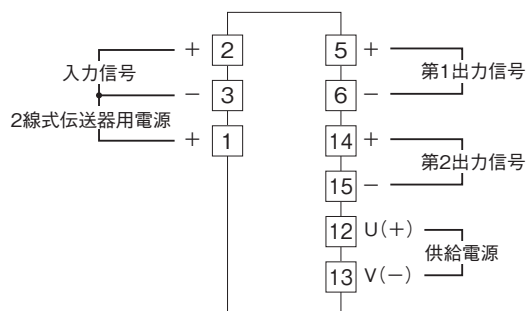 + 2
入力信号
- 3
2線式伝送器用電源
+ 1
5 +
第1出力信号
6 -
14 +
第2出力信号
15 -
12 U(+)
供給電源
13 V(-)